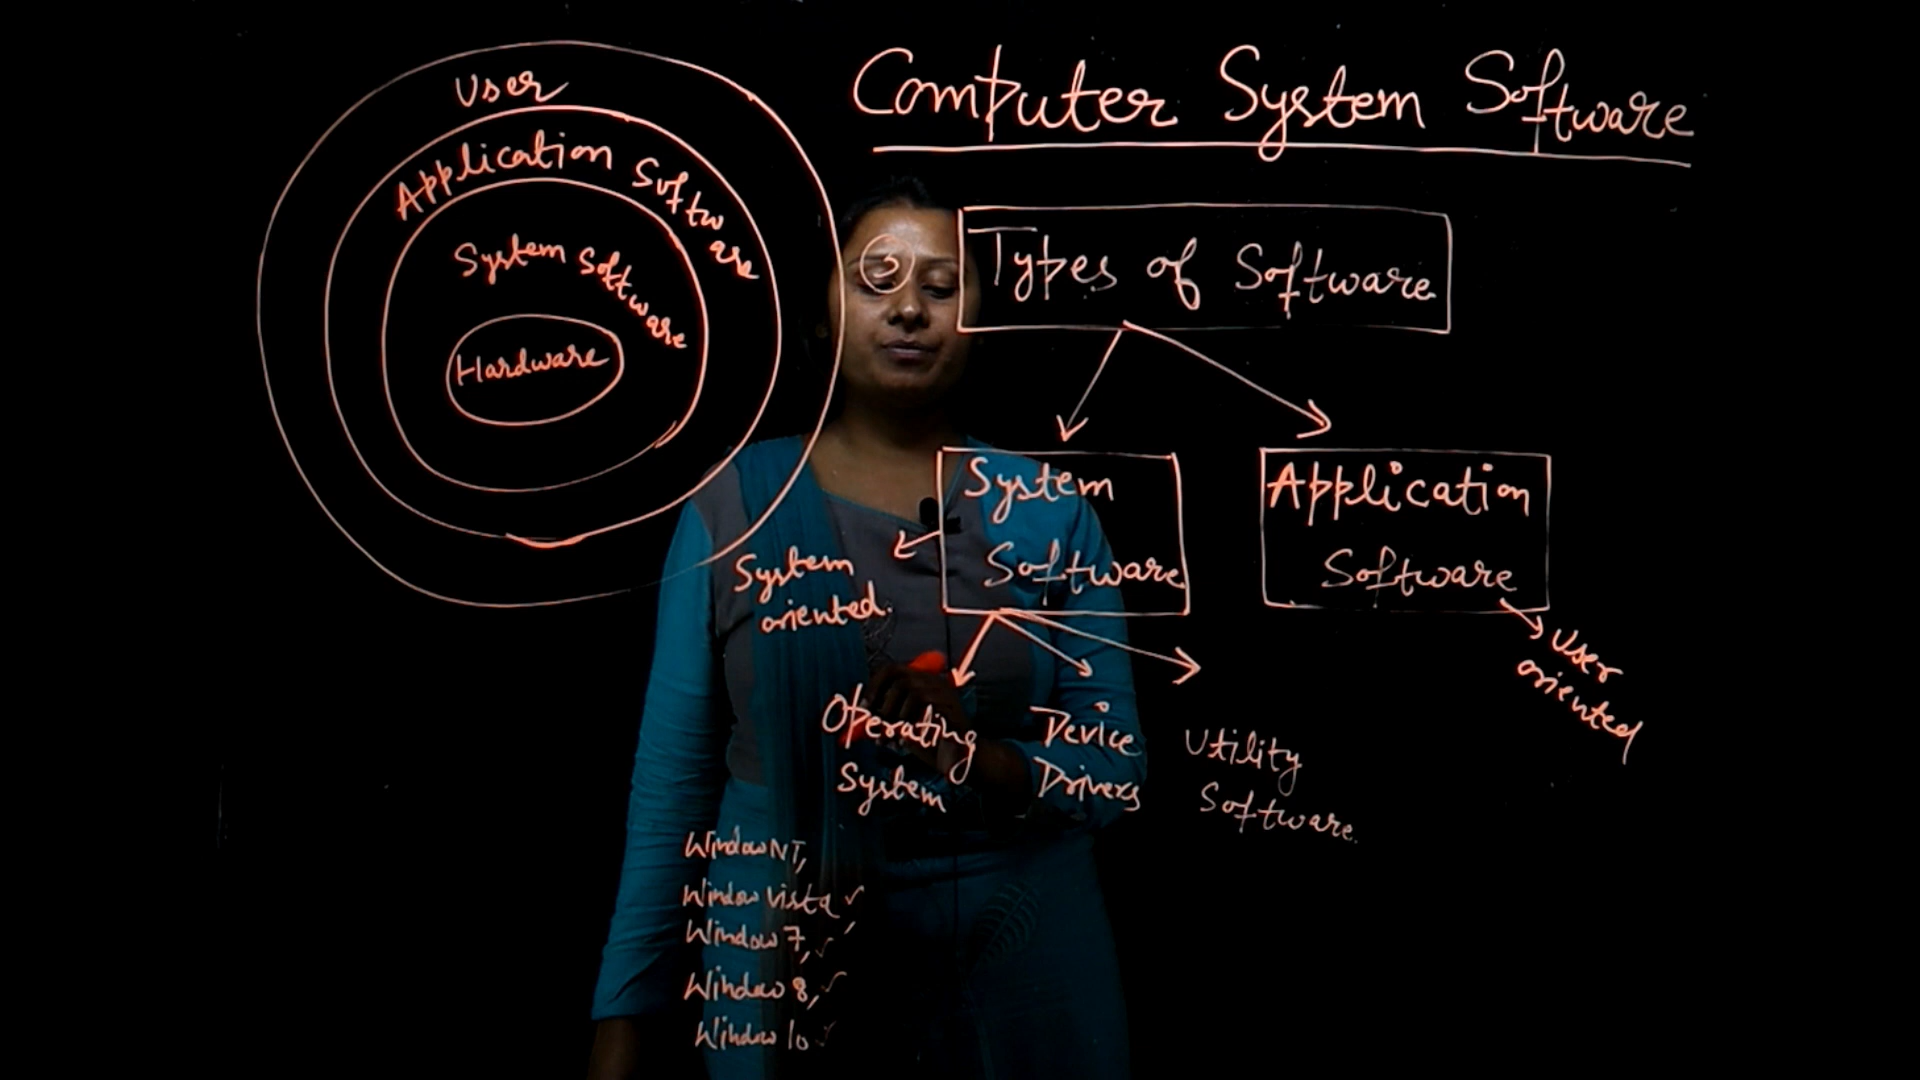 Computer System Software
User
Application Software
System Software
Hardware
Types of Software
System
Software
Application
Software
System
oriented.
User
oriented
Operating
System
Device
Drivers
Utility
Software.
Window NT,
Window Vista ✓
Window 7, ✓
Window 8, ✓
Window 10 ✓